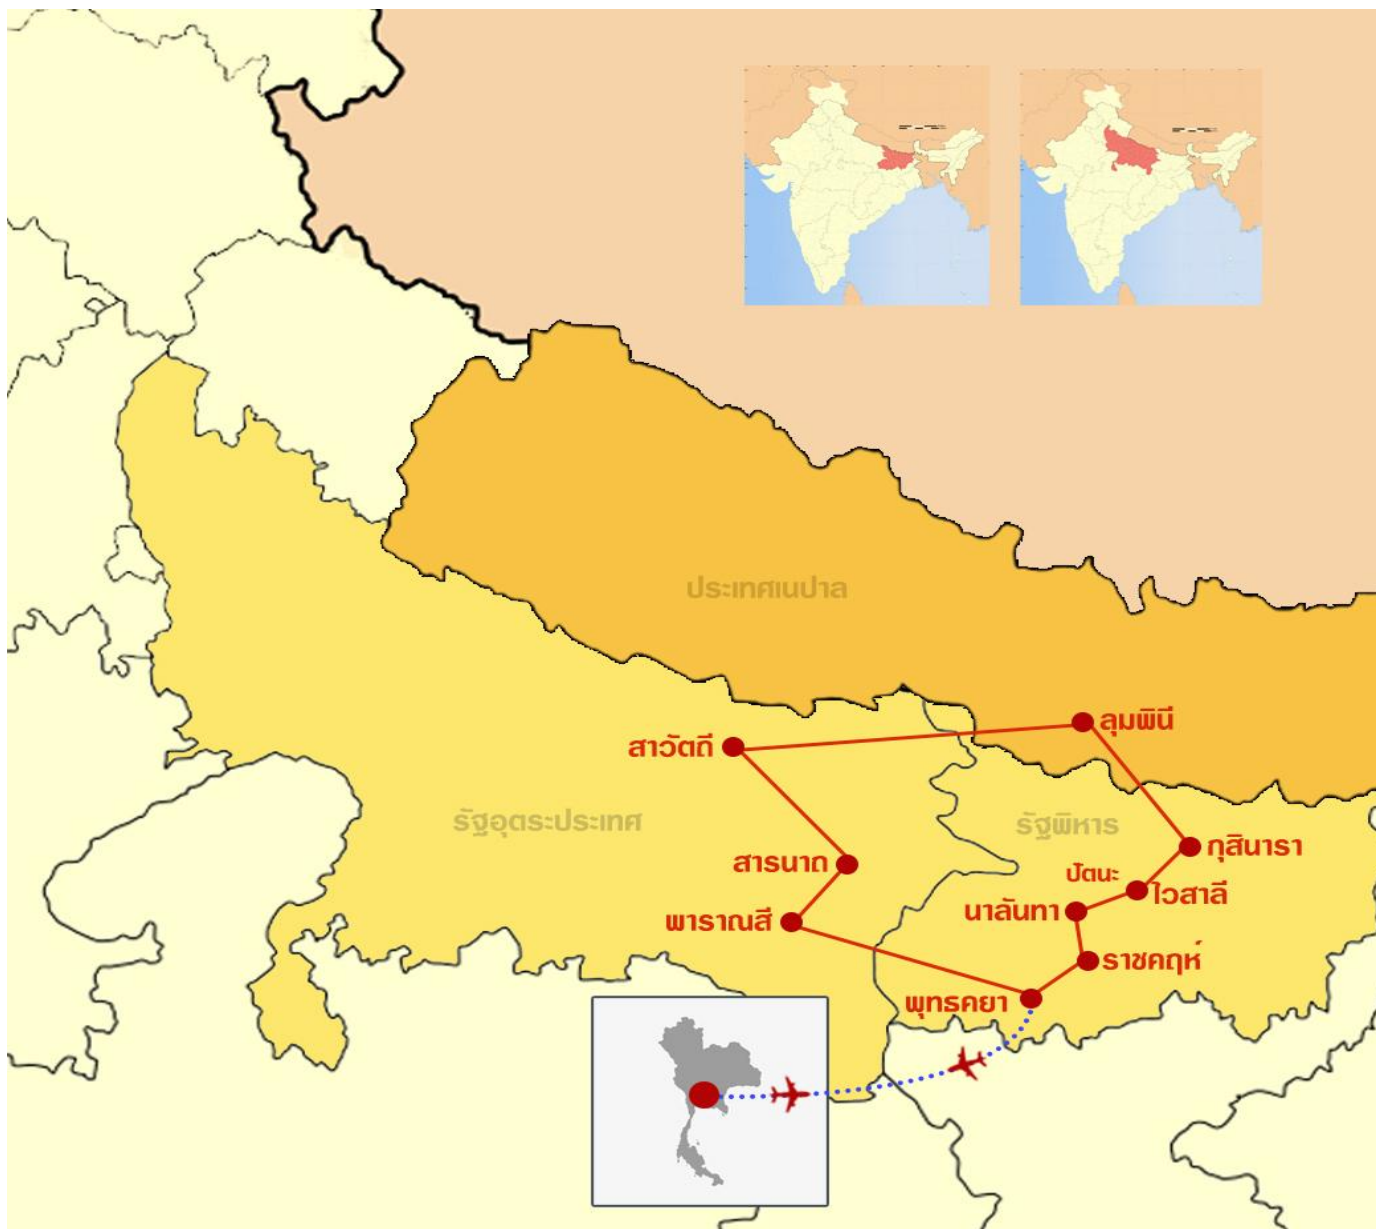 ประเทศเนปาล
ลุมพินี
สาวัตถี
รัฐอุตระประเทศ
รัฐพิหาร
กุสินารา
สารนาถ
ปัตนะ
ไวสาลี
นาลันทา
พาราณสี
ราชคฤห์
พุทธคยา